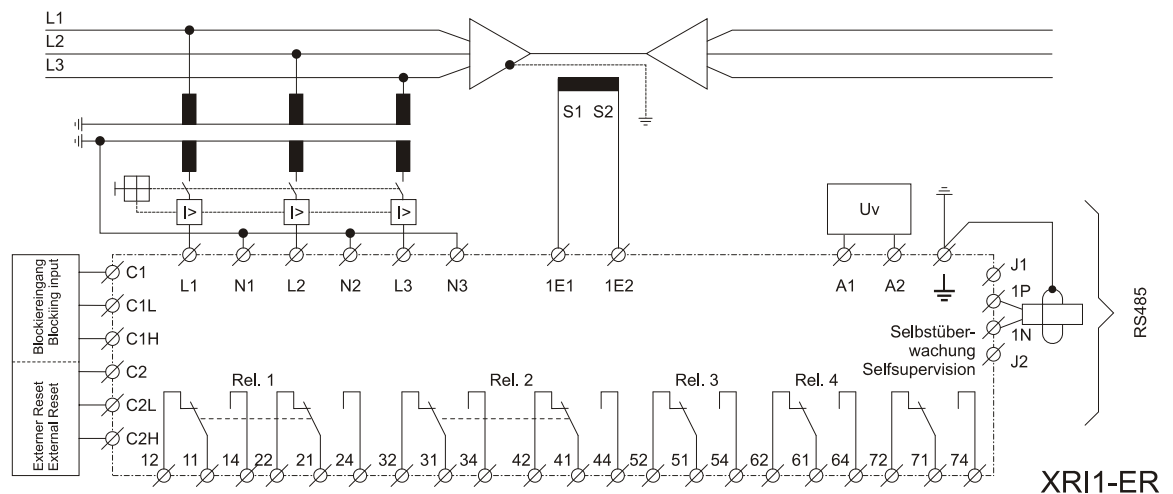 L1
L2
L3
S1 S2
Uv
I> I> I>
L1 N1 L2 N2 L3 N3 1E1 1E2 A1 A2
J1
1P
1N
J2
RS485
Blockiereingang
Blocking input
C1
C1L
C1H
Externer Reset
External Reset
C2
C2L
C2H
Selbstüber-
wachung
Selfsupervision
Rel. 1 Rel. 2 Rel. 3 Rel. 4
12 11 14 22 21 24 32 31 34 42 41 44 52 51 54 62 61 64 72 71 74
XRI1-ER